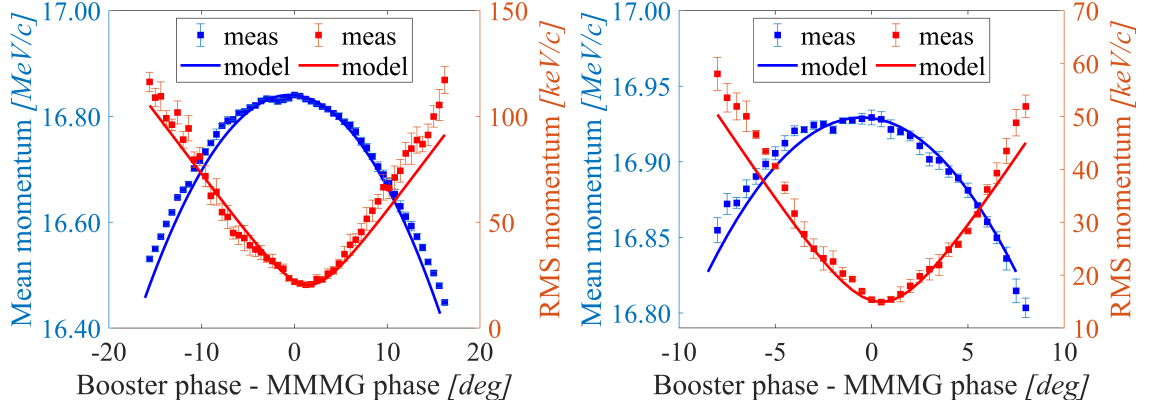 Mean momentum [MeV/c]
17.00
16.80
16.60
16.40
meas meas
model model
150
100
50
0
RMS momentum [keV/c]
-20 -10 0 10 20
Booster phase - MMMG phase [deg]
Mean momentum [MeV/c]
17.00
16.95
16.90
16.85
16.80
meas meas
model model
70
60
50
40
30
20
10
RMS momentum [keV/c]
-10 -5 0 5 10
Booster phase - MMMG phase [deg]